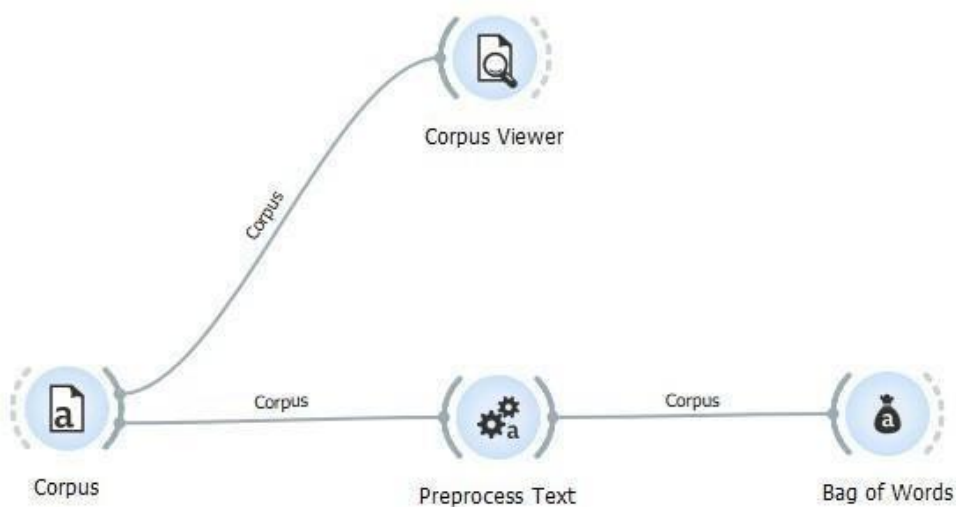 Corpus Viewer
Corpus
a
Corpus
Corpus
a
a
Corpus
Preprocess Text
Bag of Words